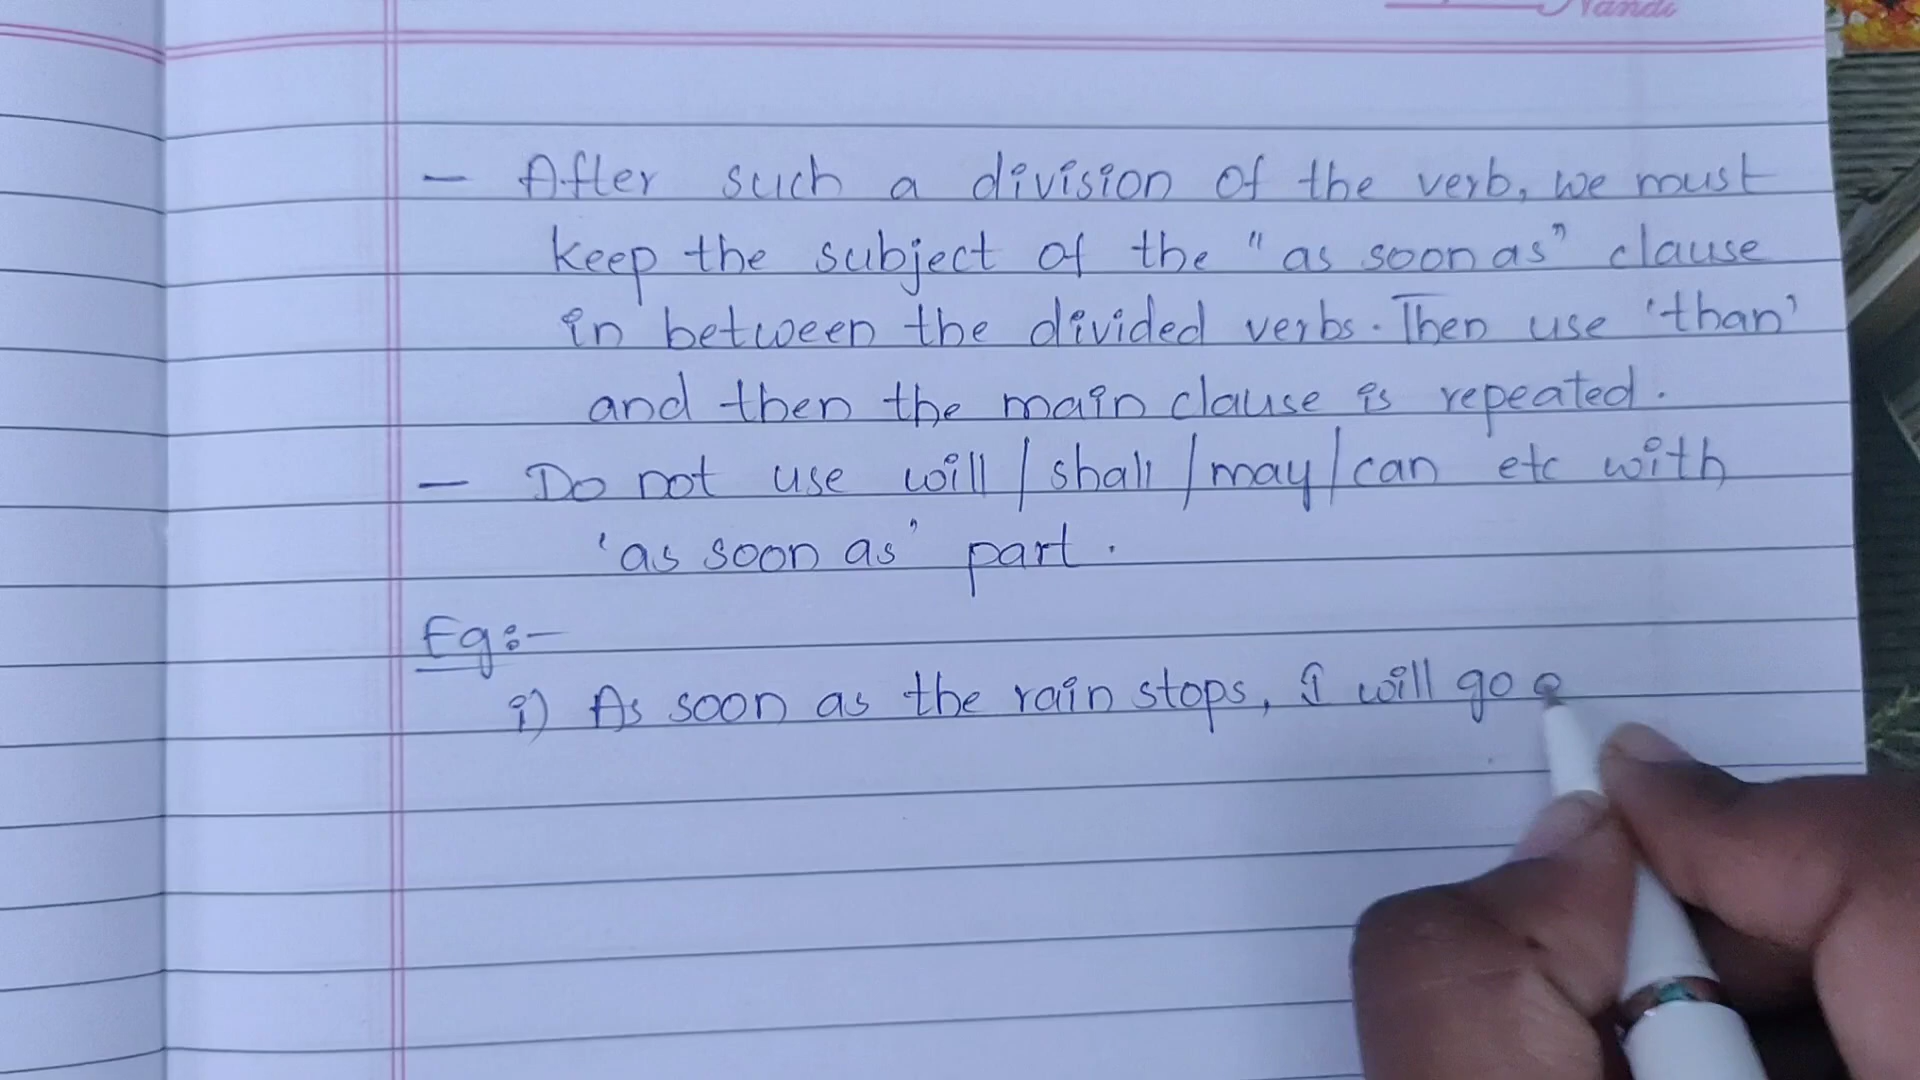 Nandi
- After such a division of the verb, we must
keep the subject of the "as soon as" clause
in between the divided verbs. Then use 'than'
and then the main clause is repeated.
- Do not use will / shall / may / can etc with
'as soon as' part.
Eg:-
i) As soon as the rain stops, I will go o